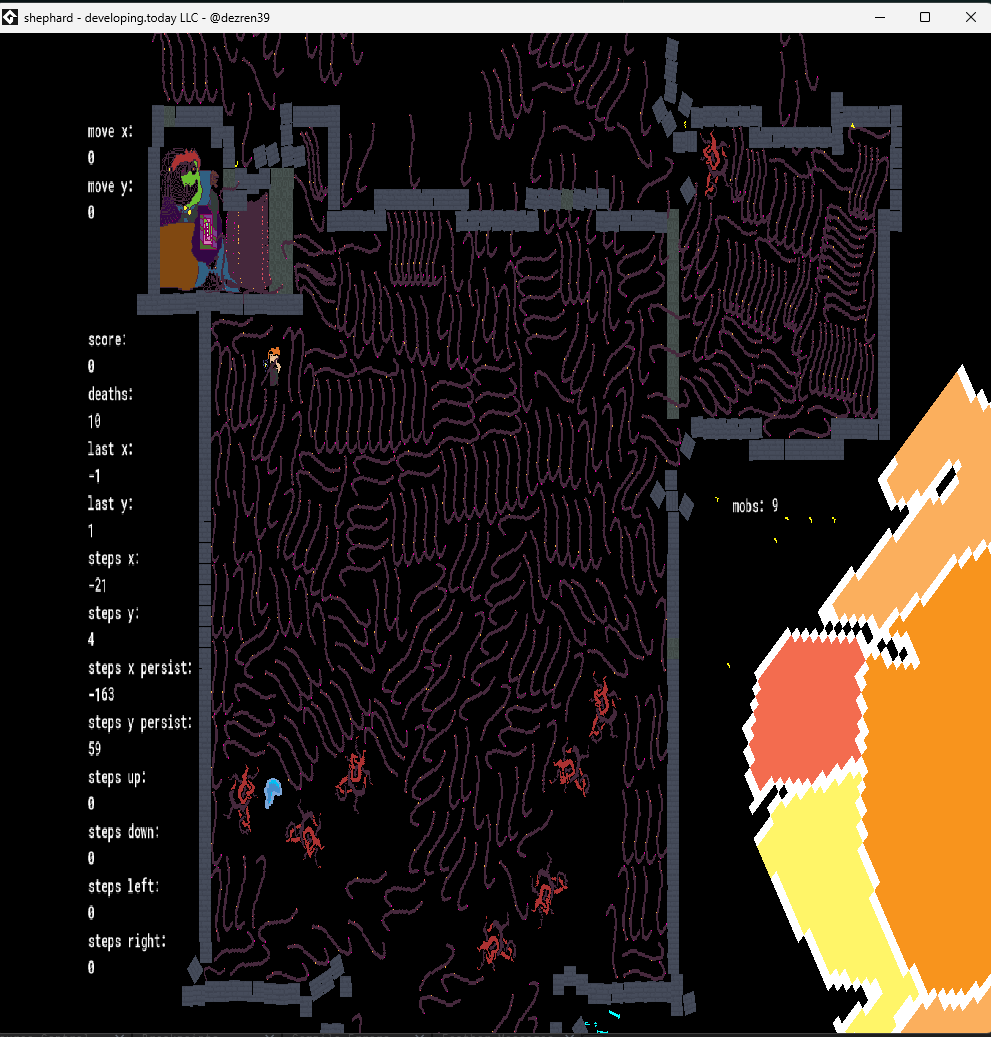 shephard - developing.today LLC - @dezren39
move x:
0
move y:
0
score:
0
deaths:
10
last x:
-1
last y:
1
steps x:
-21
steps y:
4
steps x persist:
-163
steps y persist:
59
steps up:
0
steps down:
0
steps left:
0
steps right:
0
mobs: 9